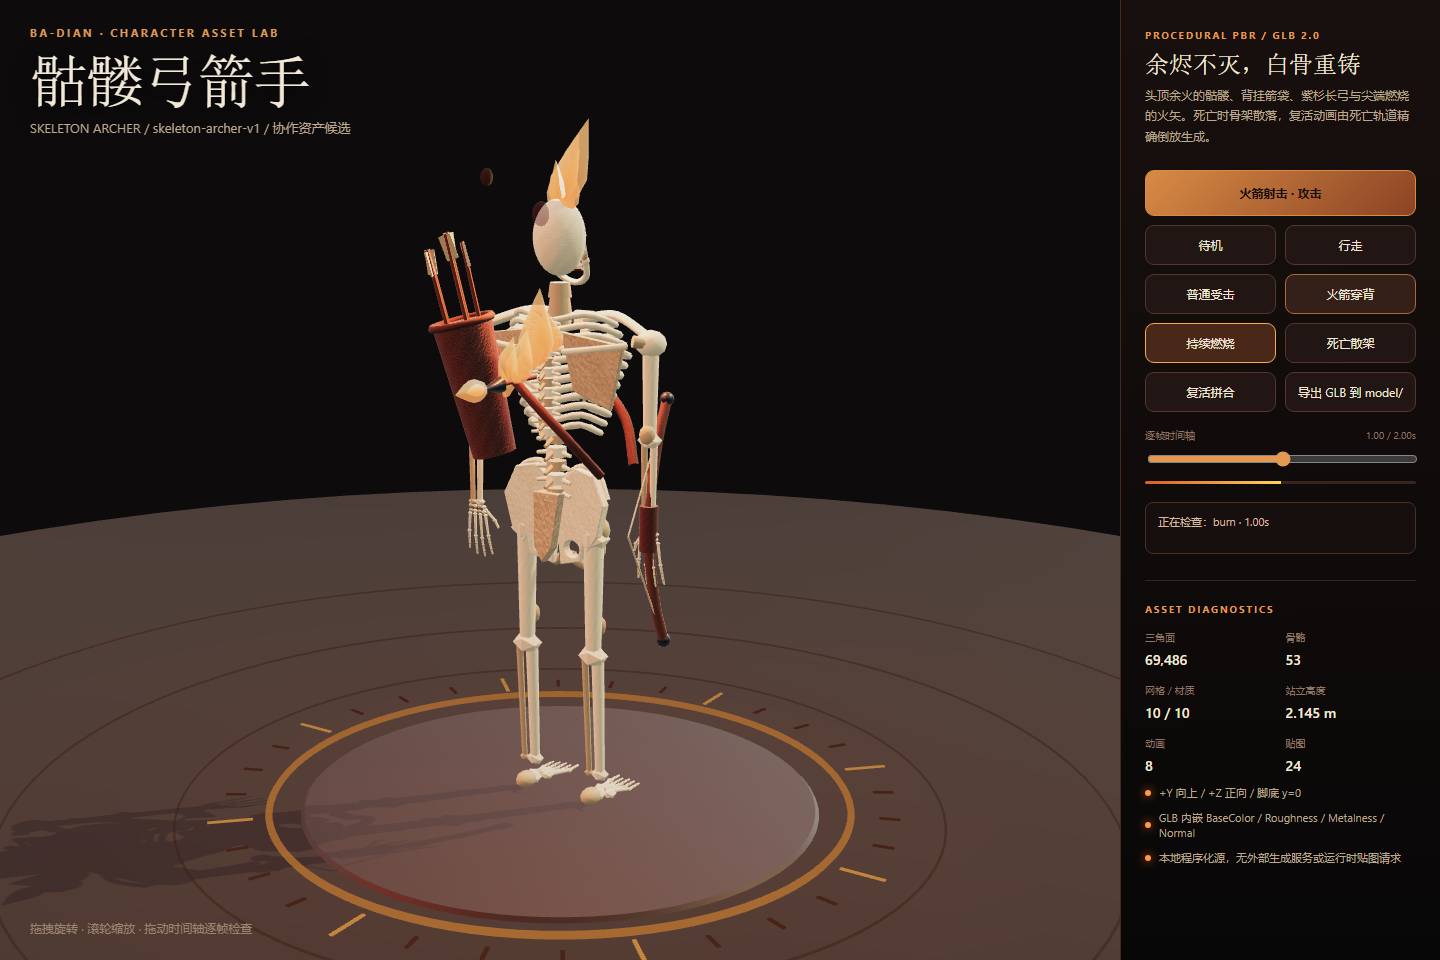 BA-DIAN · CHARACTER ASSET LAB
骷髅弓箭手
SKELETON ARCHER / skeleton-archer-v1 / 协作资产候选
拖拽旋转 · 滚轮缩放 · 拖动时间轴逐帧检查
PROCEDURAL PBR / GLB 2.0
余烬不灭，白骨重铸
头顶余火的骷髅、背挂箭袋、紫杉长弓与尖端燃烧
的火矢。死亡时骨架散落，复活动画由死亡轨道精
确倒放生成。
火箭射击 · 攻击
待机
行走
普通受击
火箭穿背
持续燃烧
死亡散架
复活拼合
导出 GLB 到 model/
逐帧时间轴
1.00 / 2.00s
正在检查：burn · 1.00s
ASSET DIAGNOSTICS
三角面
骨骼
69,486
53
网格 / 材质
站立高度
10 / 10
2.145 m
动画
贴图
8
24
+Y 向上 / +Z 正向 / 脚底 y=0
GLB 内嵌 BaseColor / Roughness / Metalness /
Normal
本地程序化源，无外部生成服务或运行时贴图请求